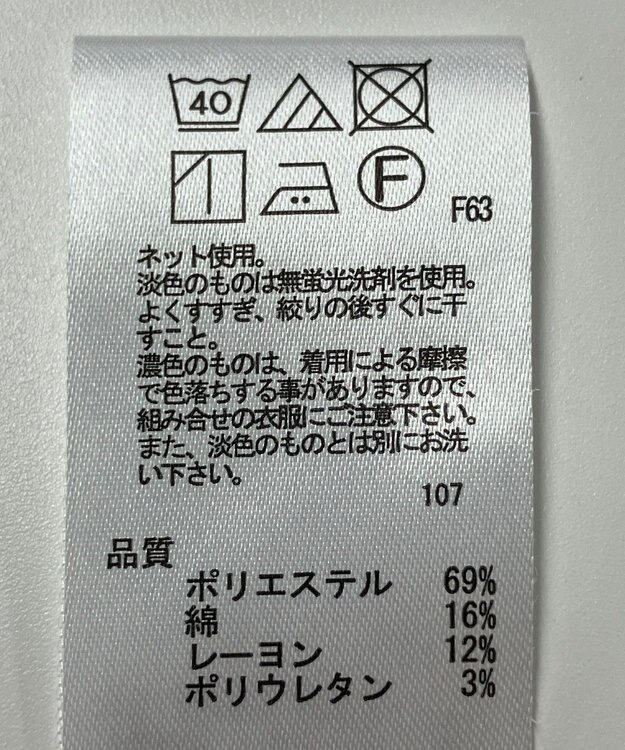 40
F
F63
ネット使用。
淡色のものは無蛍光洗剤を使用。
よくすすぎ、絞りの後すぐに干
すこと。
濃色のものは、着用による摩擦
で色落ちする事がありますので、
組み合せの衣服にご注意下さい。
また、淡色のものとは別にお洗
い下さい。
107
品質
ポリエステル 69%
綿 16%
レーヨン 12%
ポリウレタン 3%